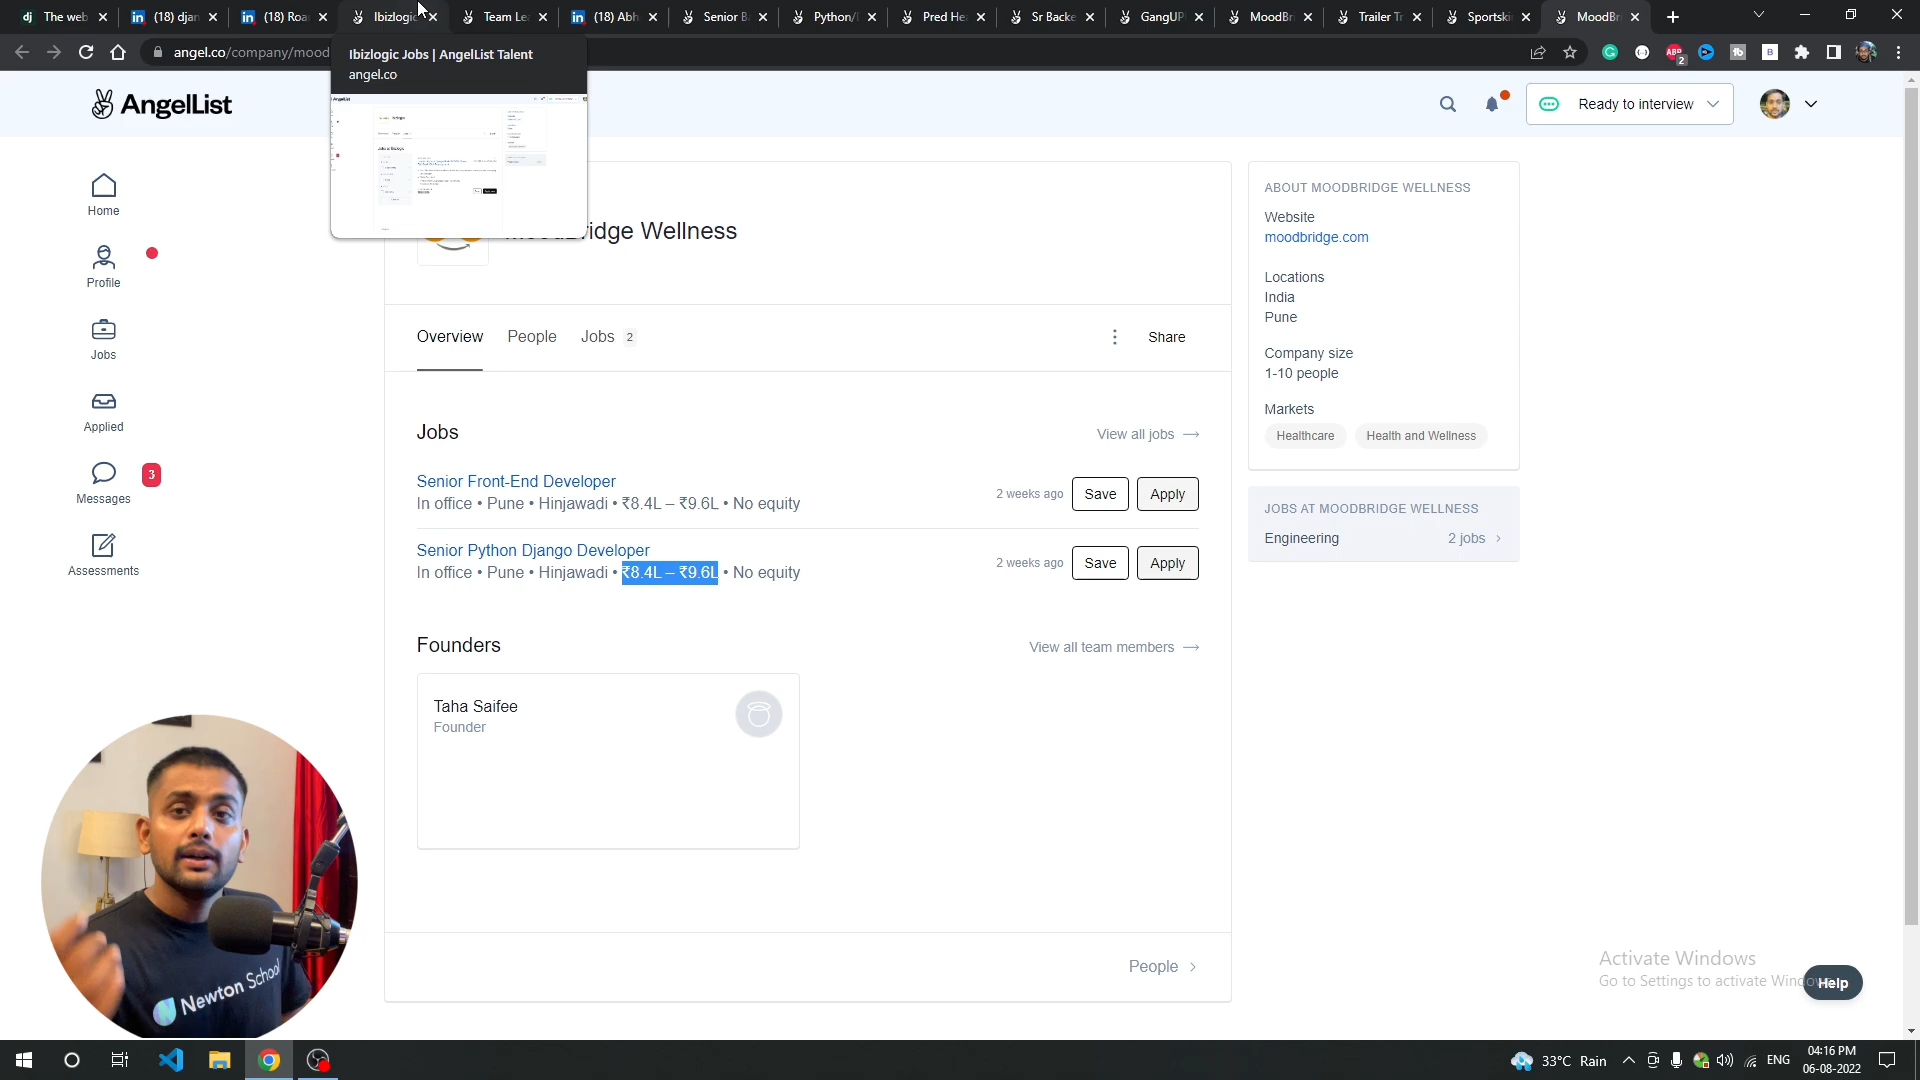 The web
(18) djan
(18) Roa
Ibizlogic
Team Le
(18) Abh
Senior B
Python/
Pred He
Sr Backe
GangUP
MoodBri
Trailer Tr
Sportski
MoodBri
angel.co/company/mood
ABP
2
Ibizlogic Jobs | AngelList Talent
angel.co
AngelList
Ready to interview
MoodBridge Wellness
Home
Profile
Jobs
Applied
3
Messages
Assessments
Overview
People
Jobs 2
Share
Jobs
View all jobs →
Senior Front-End Developer
In office • Pune • Hinjawadi • ₹8.4L – ₹9.6L • No equity
2 weeks ago
Save
Apply
Senior Python Django Developer
In office • Pune • Hinjawadi • ₹8.4L – ₹9.6L • No equity
2 weeks ago
Save
Apply
Founders
View all team members →
Taha Saifee
Founder
People >
ABOUT MOODBRIDGE WELLNESS
Website
moodbridge.com
Locations
India
Pune
Company size
1-10 people
Markets
Healthcare
Health and Wellness
JOBS AT MOODBRIDGE WELLNESS
Engineering
2 jobs >
Newton School
Activate Windows
Go to Settings to activate Windows
Help
33°C Rain
ENG
04:16 PM
06-08-2022